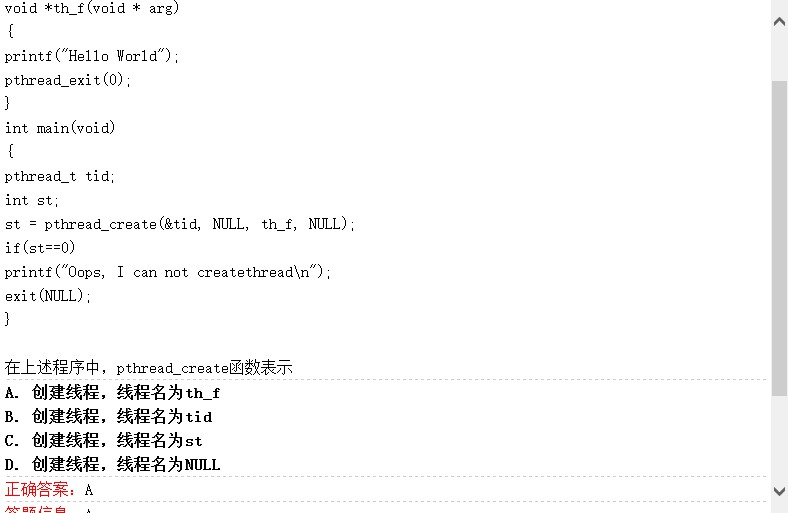 void *th_f(void * arg)
{
printf("Hello World");
pthread_exit(0);
}
int main(void)
{
pthread_t tid;
int st;
st = pthread_create(&tid, NULL, th_f, NULL);
if(st==0)
printf("Oops, I can not createthread\n");
exit(NULL);
}
在上述程序中，pthread_create函数表示
A. 创建线程，线程名为th_f
B. 创建线程，线程名为tid
C. 创建线程，线程名为st
D. 创建线程，线程名为NULL
正确答案：A